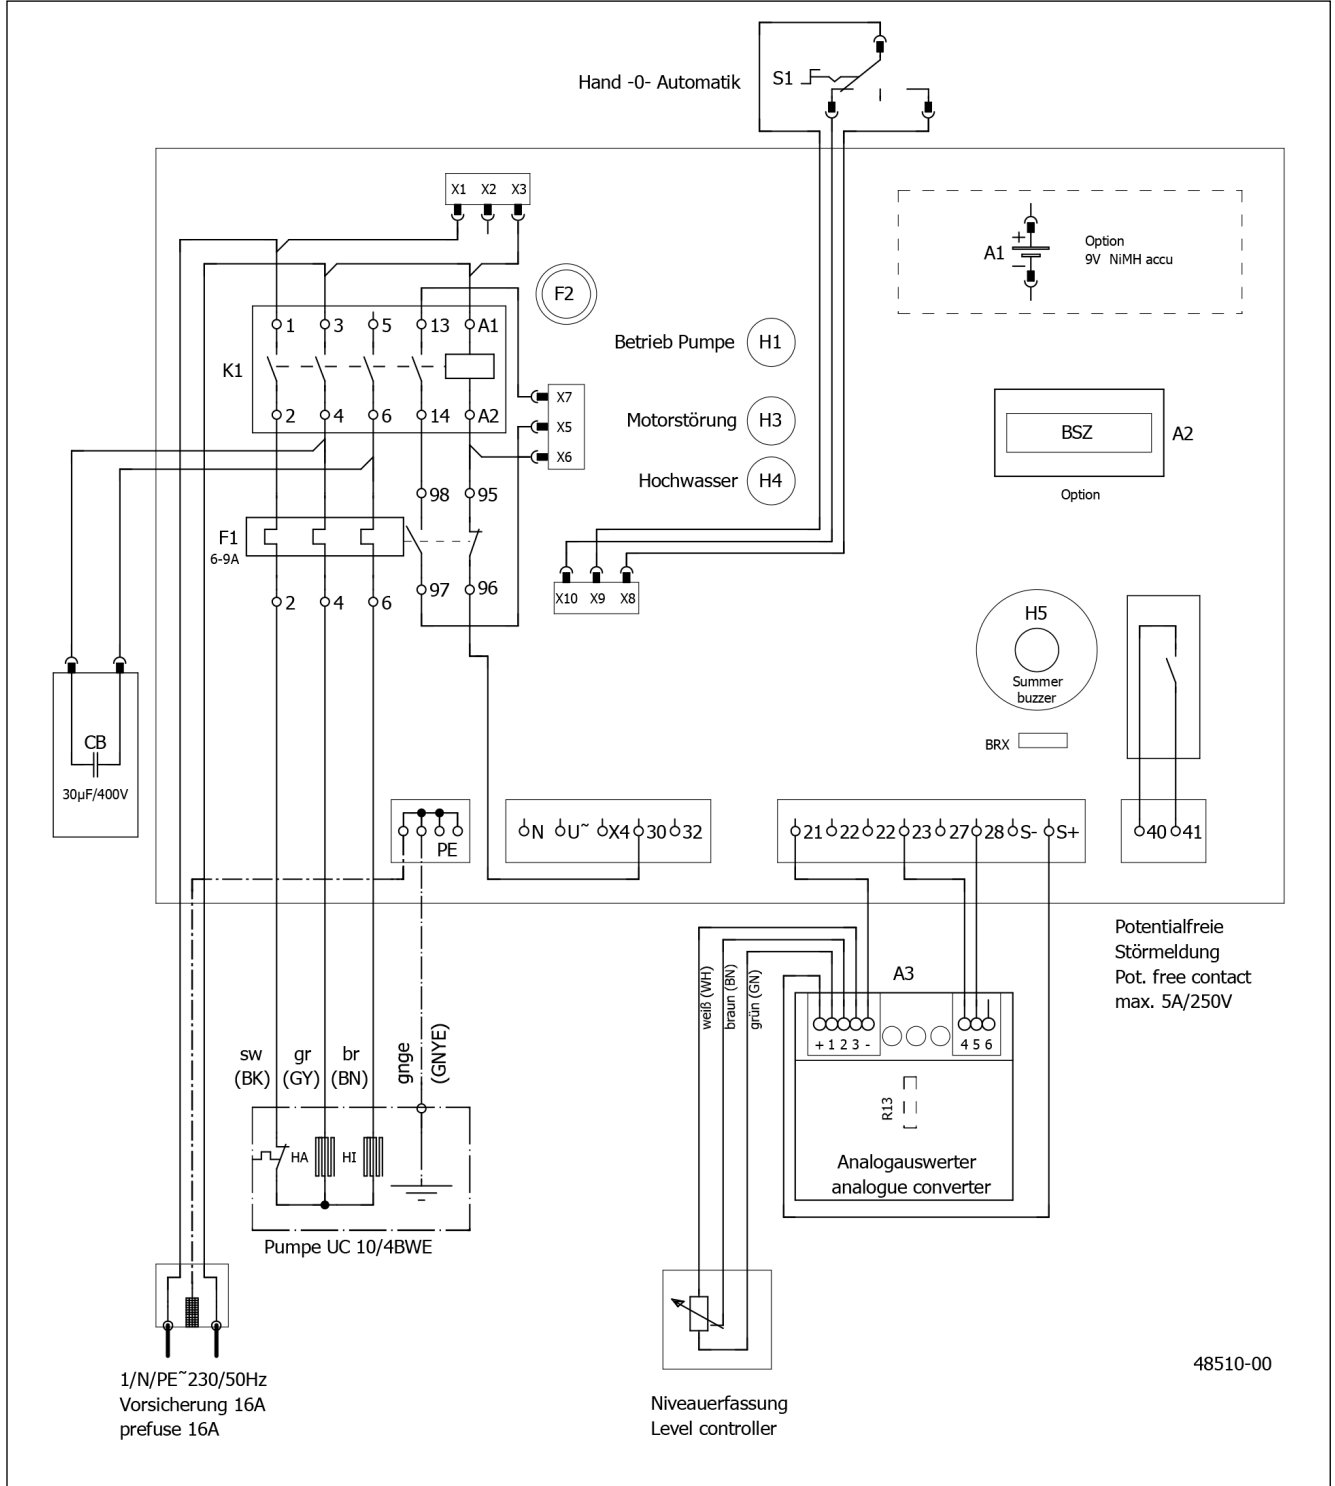 Hand -0- Automatik
S1
X1 X2 X3
A1
+
−
Option
9V NiMH accu
F2
1 3 5 13 A1
K1
2 4 6 14 A2
Betrieb Pumpe H1
Motorstörung H3
Hochwasser H4
X7
X5
X6
BSZ
A2
Option
98 95
F1
6-9A
97 96
2 4 6
X10 X9 X8
H5
Summer
buzzer
BRX
CB
30µF/400V
PE
N U~ X4 30 32
21 22 22 23 27 28 S- S+
40 41
Potentialfreie
Störmeldung
Pot. free contact
max. 5A/250V
weiß (WH)
braun (BN)
grün (GN)
A3
+ 1 2 3 -
4 5 6
R13
Analogauswerter
analogue converter
sw
(BK)
gr
(GY)
br
(BN)
gnge
(GNYE)
HA
HI
Pumpe UC 10/4BWE
1/N/PE~230/50Hz
Vorsicherung 16A
prefuse 16A
Niveauerfassung
Level controller
48510-00